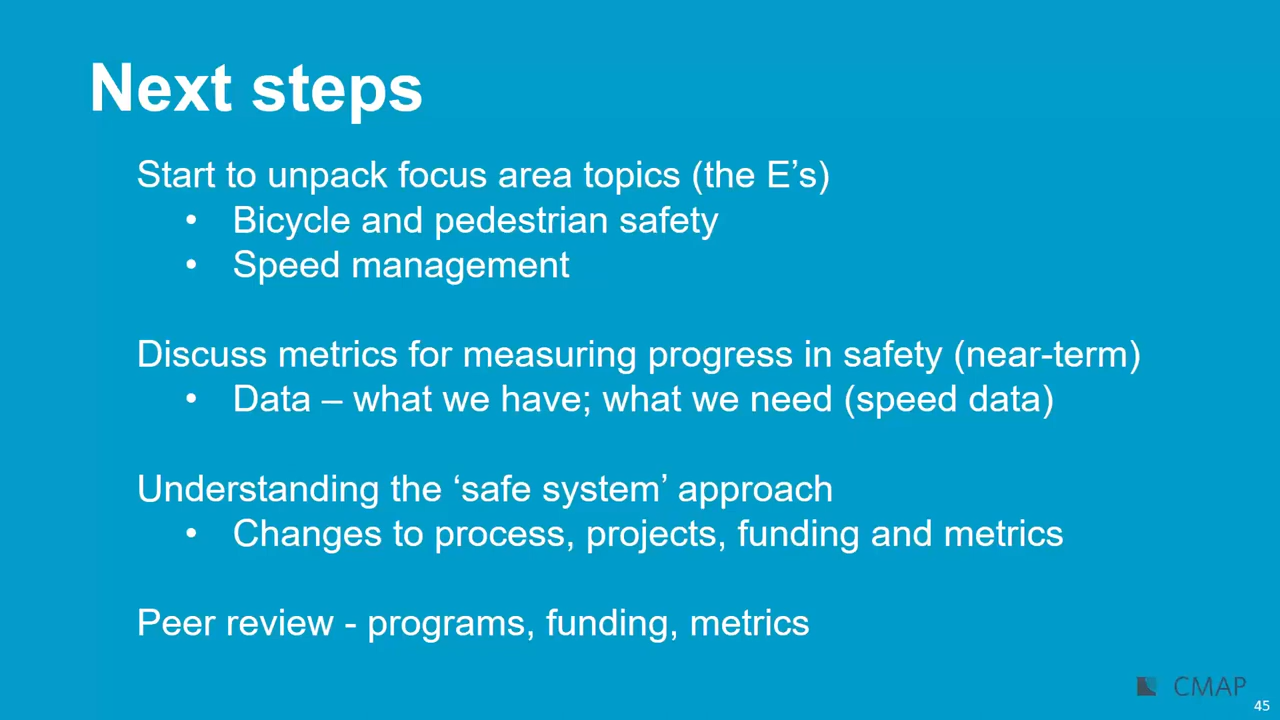 Next steps
Start to unpack focus area topics (the E’s)
• Bicycle and pedestrian safety
• Speed management
Discuss metrics for measuring progress in safety (near-term)
• Data – what we have; what we need (speed data)
Understanding the ‘safe system’ approach
• Changes to process, projects, funding and metrics
Peer review - programs, funding, metrics
CMAP
45